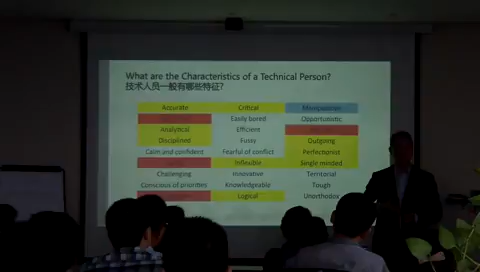 What are the Characteristics of a Technical Person?
技术人员一般有哪些特征?
Accurate Critical
Easily bored Opportunistic
Analytical Efficient
Disciplined Fussy Outgoing
Calm and confident Fearful of conflict Perfectionist
Inflexible Single minded
Challenging Innovative Territorial
Conscious of priorities Knowledgeable Tough
Logical Unorthodox